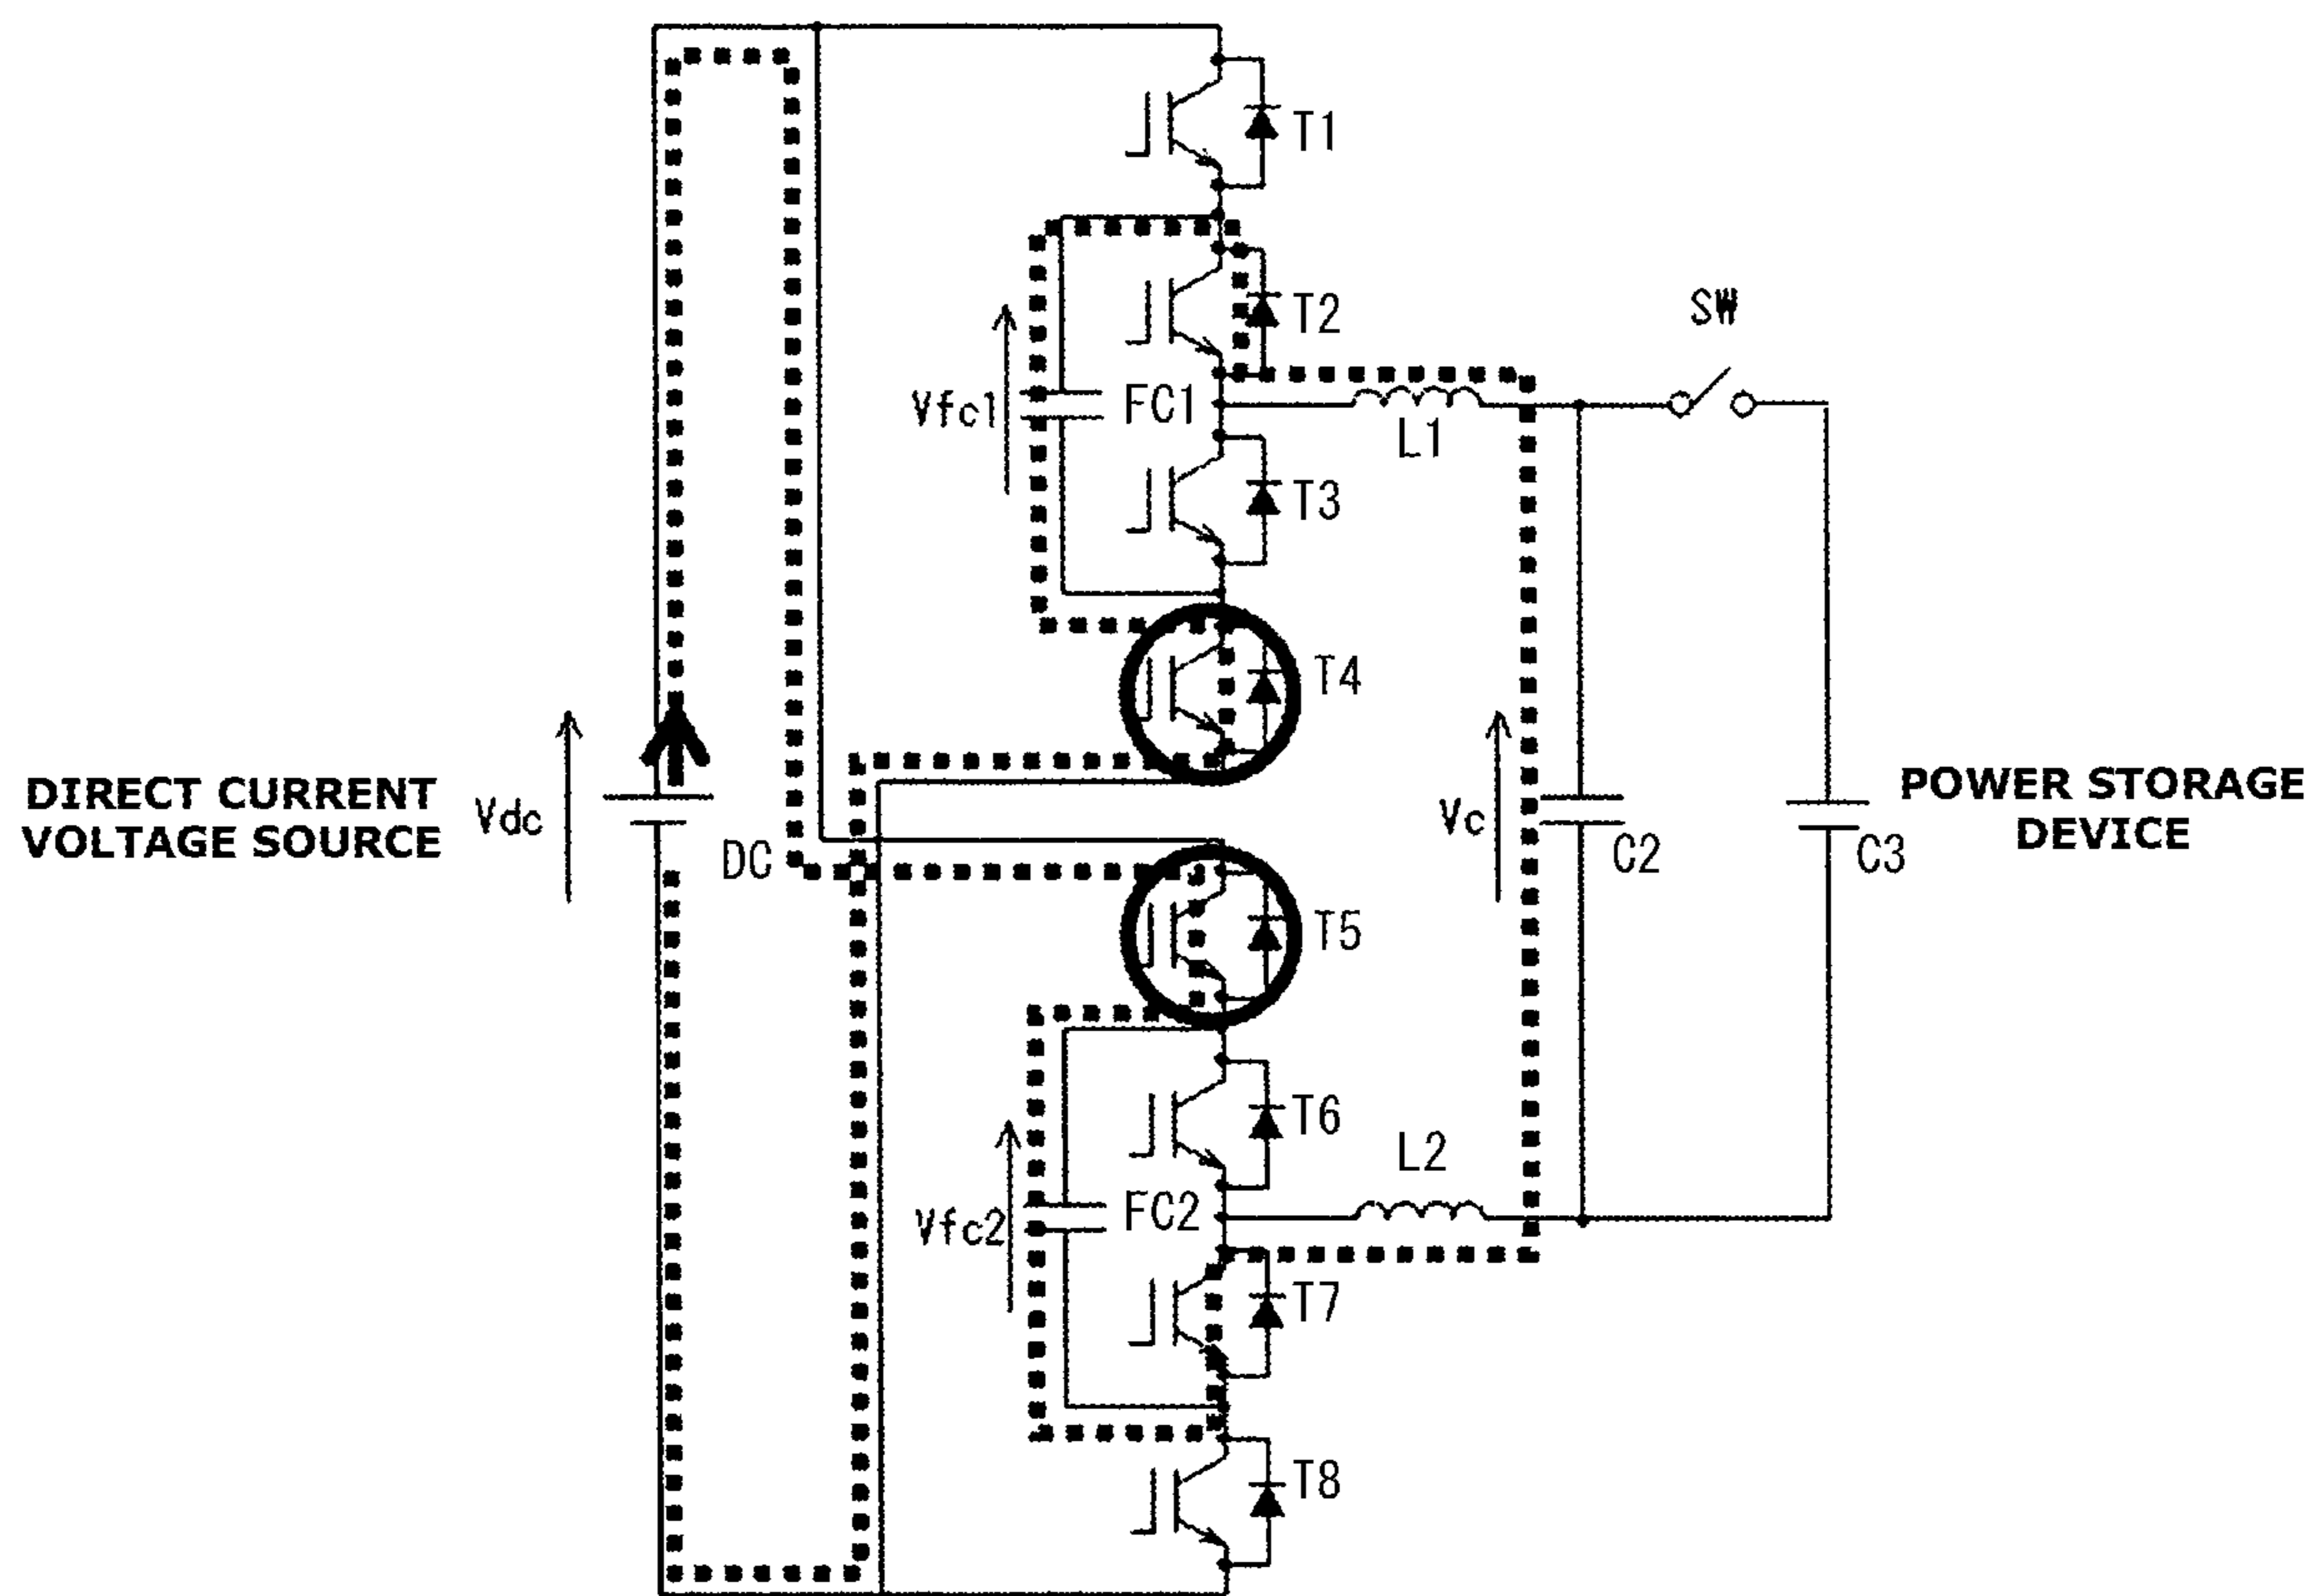 T1
T2
SW
Vfc1
FC1
L1
T3
T4
DIRECT CURRENT
VOLTAGE SOURCE
Vdc
DC
Vc
C2
C3
POWER STORAGE
DEVICE
T5
T6
L2
Vfc2
FC2
T7
T8